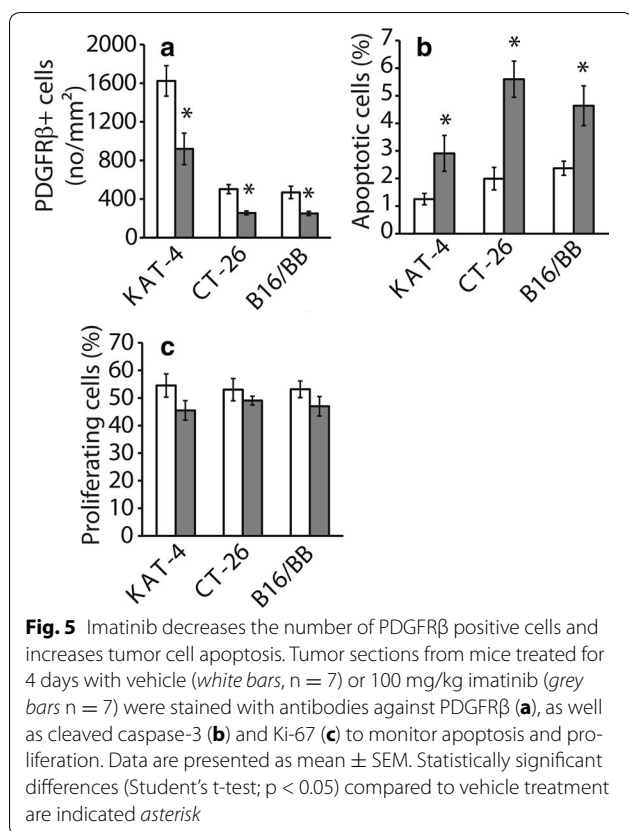 a
2000
1600
1200
800
400
0
PDGFRβ+ cells
(no/mm²)
*
*
*
KAT-4
CT-26
B16/BB
b
7
6
5
4
3
2
1
0
Apoptotic cells (%)
*
*
*
KAT-4
CT-26
B16/BB
c
70
60
50
40
30
20
10
0
Proliferating cells (%)
KAT-4
CT-26
B16/BB
Fig. 5 Imatinib decreases the number of PDGFRβ positive cells and
increases tumor cell apoptosis. Tumor sections from mice treated for
4 days with vehicle (white bars, n = 7) or 100 mg/kg imatinib (grey
bars n = 7) were stained with antibodies against PDGFRβ (a), as well
as cleaved caspase-3 (b) and Ki-67 (c) to monitor apoptosis and pro-
liferation. Data are presented as mean ± SEM. Statistically significant
differences (Student's t-test; p < 0.05) compared to vehicle treatment
are indicated asterisk